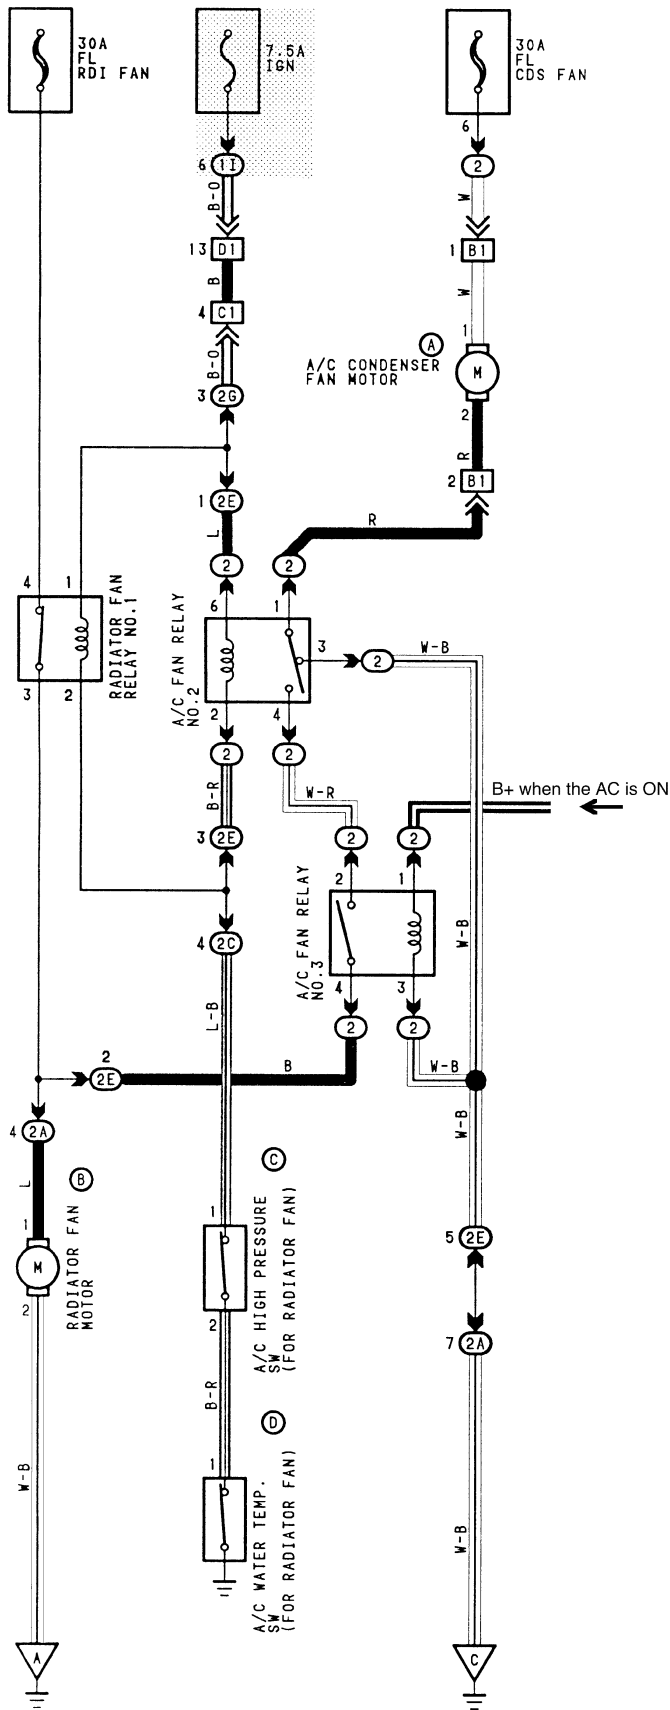 30A
FL
RDI FAN
7.5A
IGN
30A
FL
CDS FAN
6
6
1I
2
B-O
W
13
D1
1
B1
B
W
4
C1
1
A
A/C CONDENSER
FAN MOTOR
M
B-O
3
2G
2
R
1
2E
2
B1
L
R
2
2
4
1
6
1
RADIATOR FAN
RELAY NO.1
A/C FAN RELAY
NO.2
3
2
W-B
3
2
2
4
2
2
B-R
W-R
B+ when the AC is ON
3
2E
2
2
2
1
A/C FAN RELAY
NO.3
4
2C
W-B
4
3
L-B
2
2
2
2E
B
W-B
W-B
4
2A
L
B
C
1
1
M
RADIATOR FAN
MOTOR
A/C HIGH PRESSURE
SW
(FOR RADIATOR FAN)
5
2E
2
2
7
2A
B-R
D
1
W-B
A/C WATER TEMP.
SW
(FOR RADIATOR FAN)
W-B
A
C